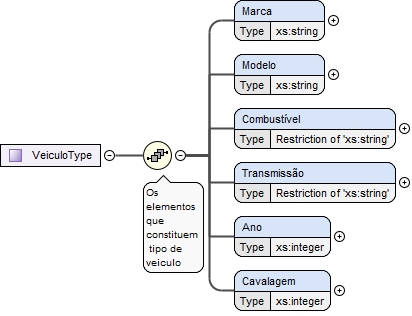 Marca
Type xs:string
Modelo
Type xs:string
Combustível
Type Restriction of 'xs:string'
VeiculoType
Transmissão
Type Restriction of 'xs:string'
Os
elementos
que
constituem
tipo de
veiculo
Ano
Type xs:integer
Cavalagem
Type xs:integer